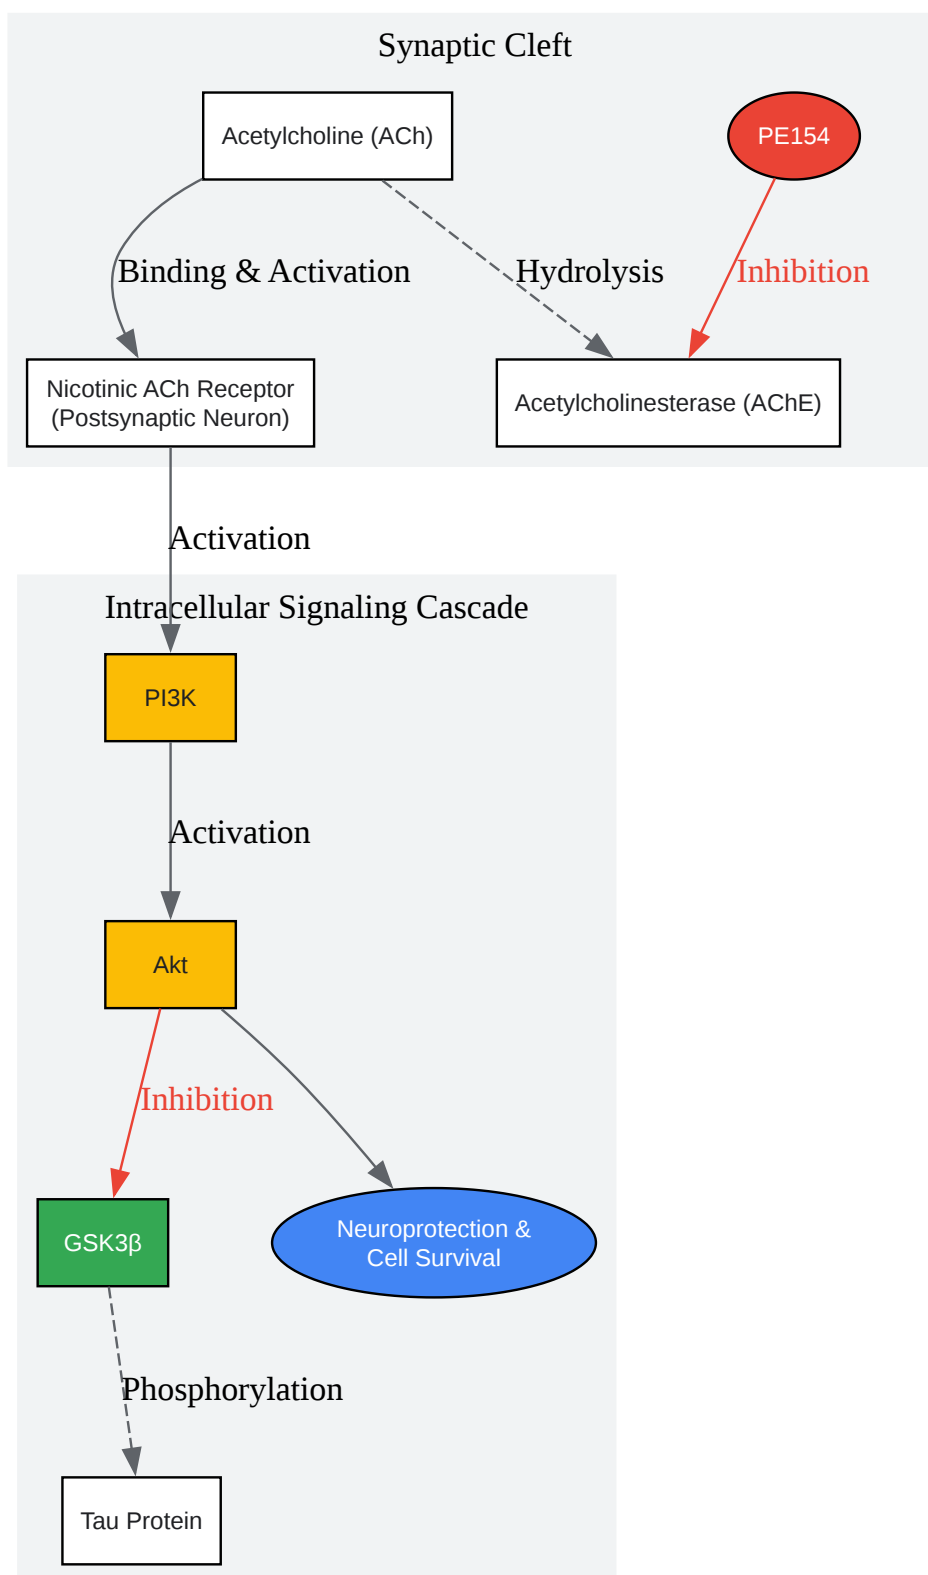 Synaptic Cleft
Acetylcholine (ACh)
PE154
Binding & Activation
Hydrolysis
Inhibition
Nicotinic ACh Receptor
(Postsynaptic Neuron)
Acetylcholinesterase (AChE)
Activation
Intracellular Signaling Cascade
PI3K
Activation
Akt
Inhibition
GSK3β
Neuroprotection &
Cell Survival
Phosphorylation
Tau Protein